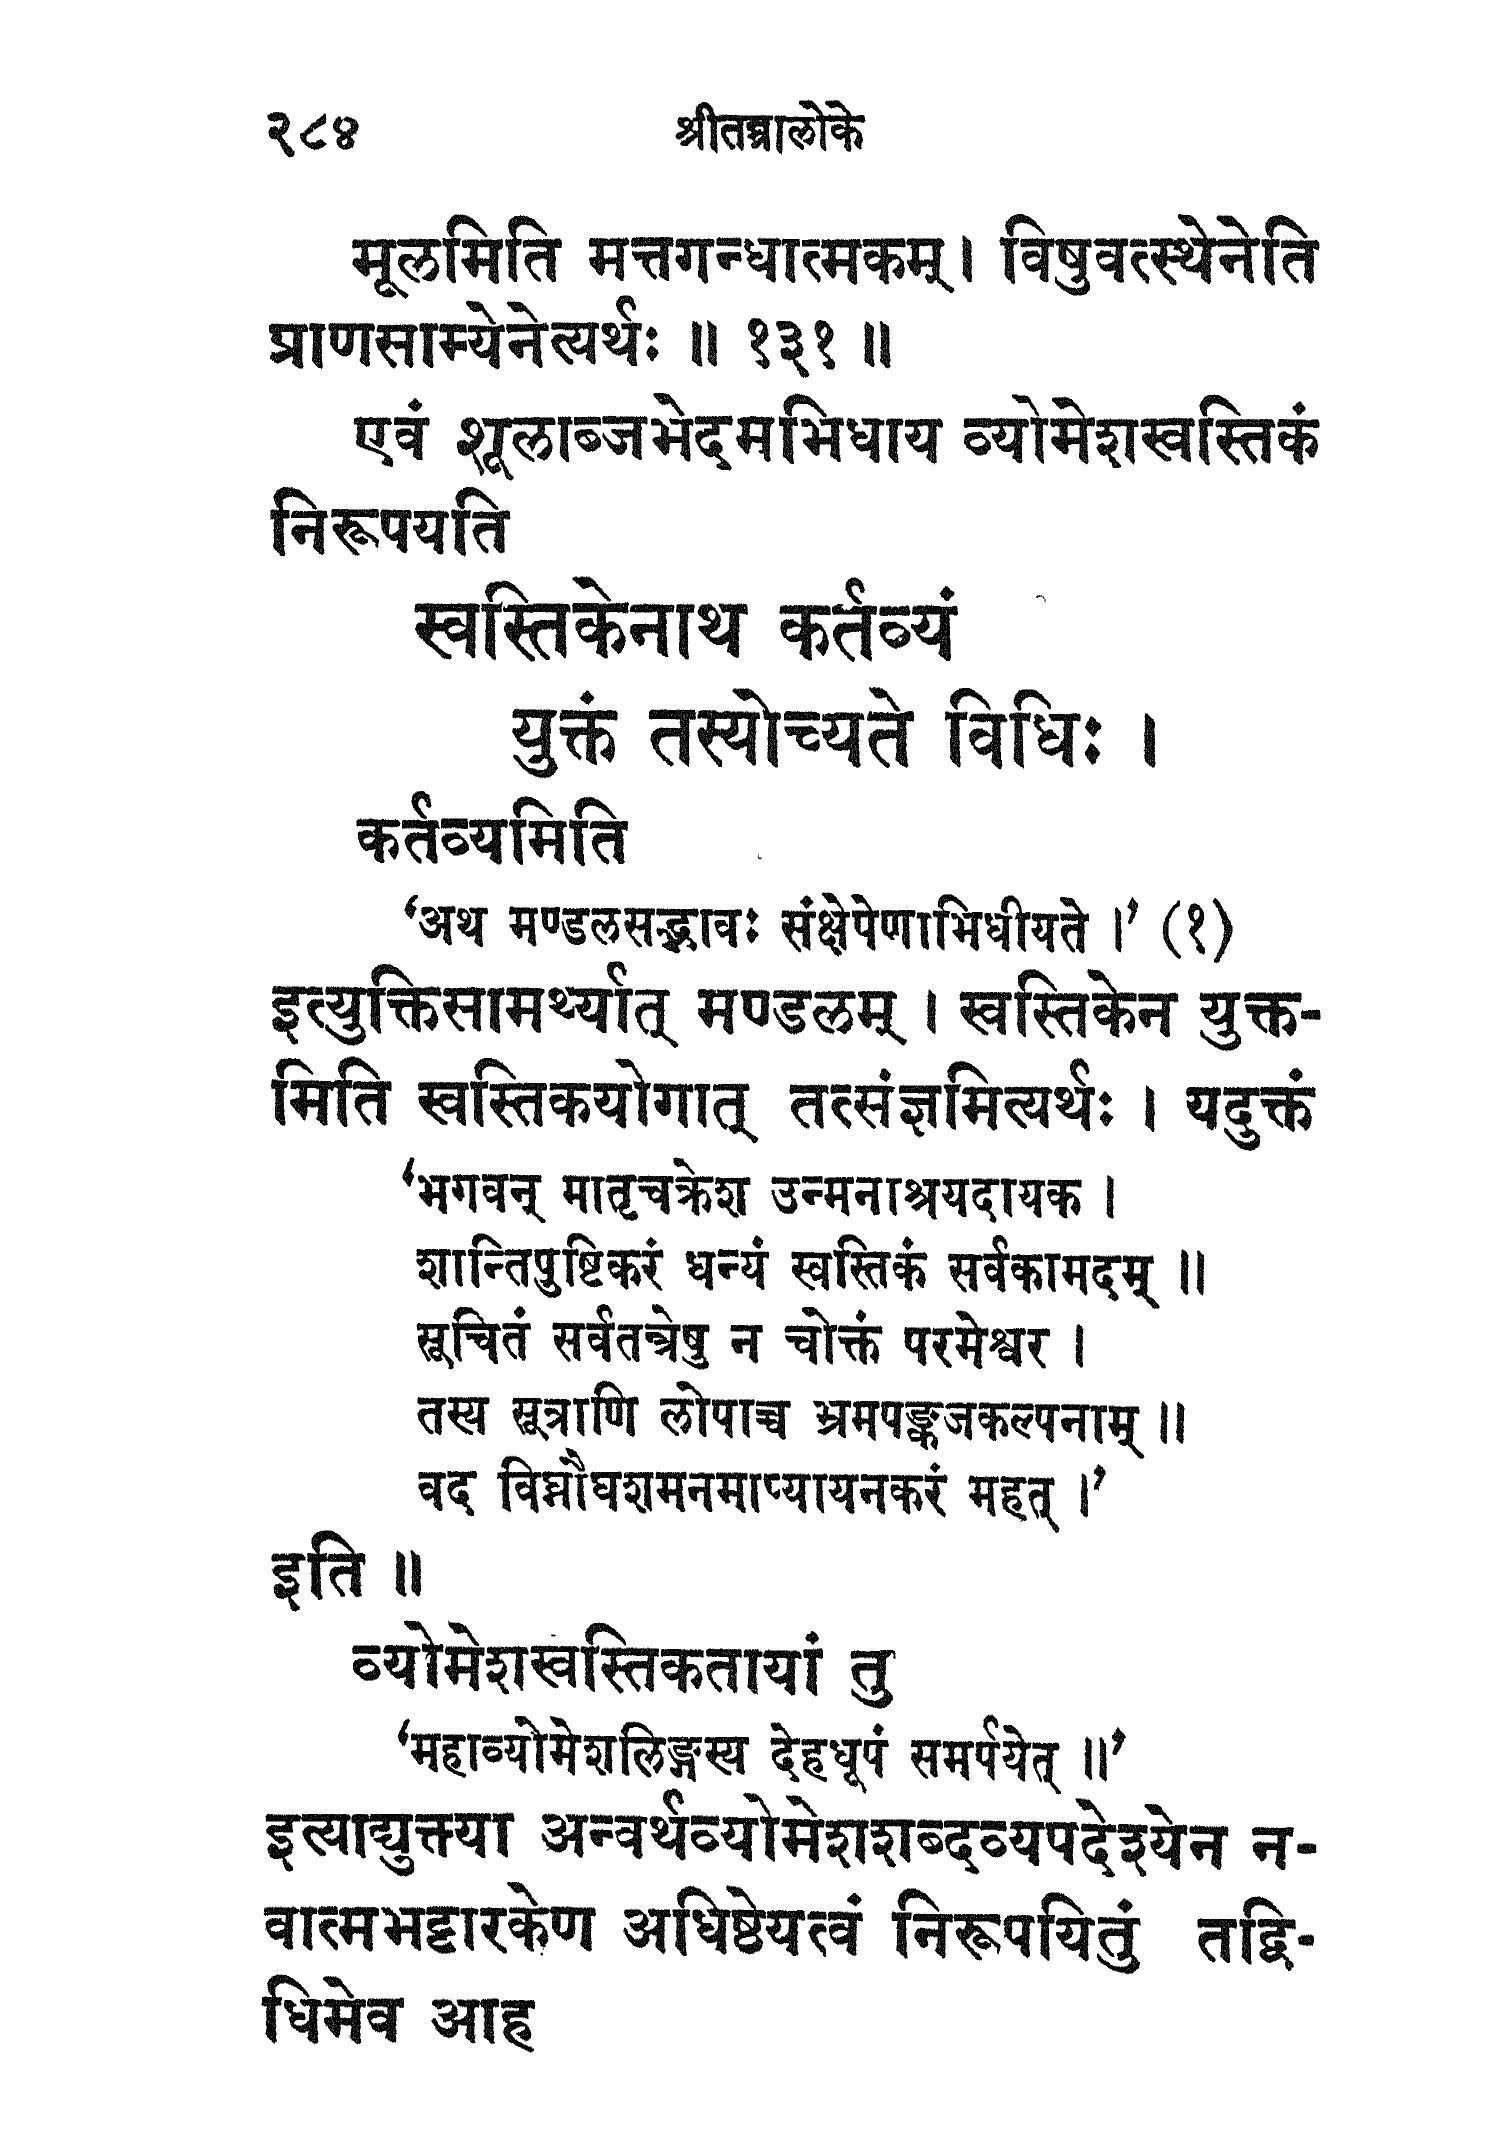 २८४ श्रीतन्त्रालोके
मूलमिति मत्तगन्धात्मकम् । विषुवत्स्थेनेति
प्राणसाम्येनेत्यर्थः ॥ १३१ ॥
एवं शूलाब्जभेदमभिधाय व्योमेशस्वस्तिकं
निरूपयति
स्वस्तिकेनाथ कर्तव्यं
युक्तं तस्योच्यते विधिः ।
कर्तव्यमिति
‘अथ मण्डलसद्भावः संक्षेपेणाभिधीयते ।’ (१)
इत्युक्तिसामर्थ्यात् मण्डलम् । स्वस्तिकेन युक्त-
मिति स्वस्तिकयोगात् तत्संज्ञमित्यर्थः । यदुक्तं
‘भगवन् मातृचक्रेश उन्मनाश्रयदायक ।
शान्तिपुष्टिकरं धन्यं स्वस्तिकं सर्वकामदम् ॥
सूचितं सर्वतन्त्रेषु न चोक्तं परमेश्वर ।
तस्य सूत्राणि लोपाच्च भ्रमपङ्कजकल्पनाम् ॥
वद विघ्नौघशमनमाप्यायनकरं महत् ।’
इति ॥
व्योमेशस्वस्तिकतायां तु
‘महाव्योमेशलिङ्गस्य देहधूपं समर्पयेत् ॥’
इत्याद्युक्त्या अन्वर्थव्योमेशशब्दव्यपदेश्येन न-
वात्मभट्टारकेण अधिष्ठेयत्वं निरूपयितुं तद्वि-
धिमेव आह